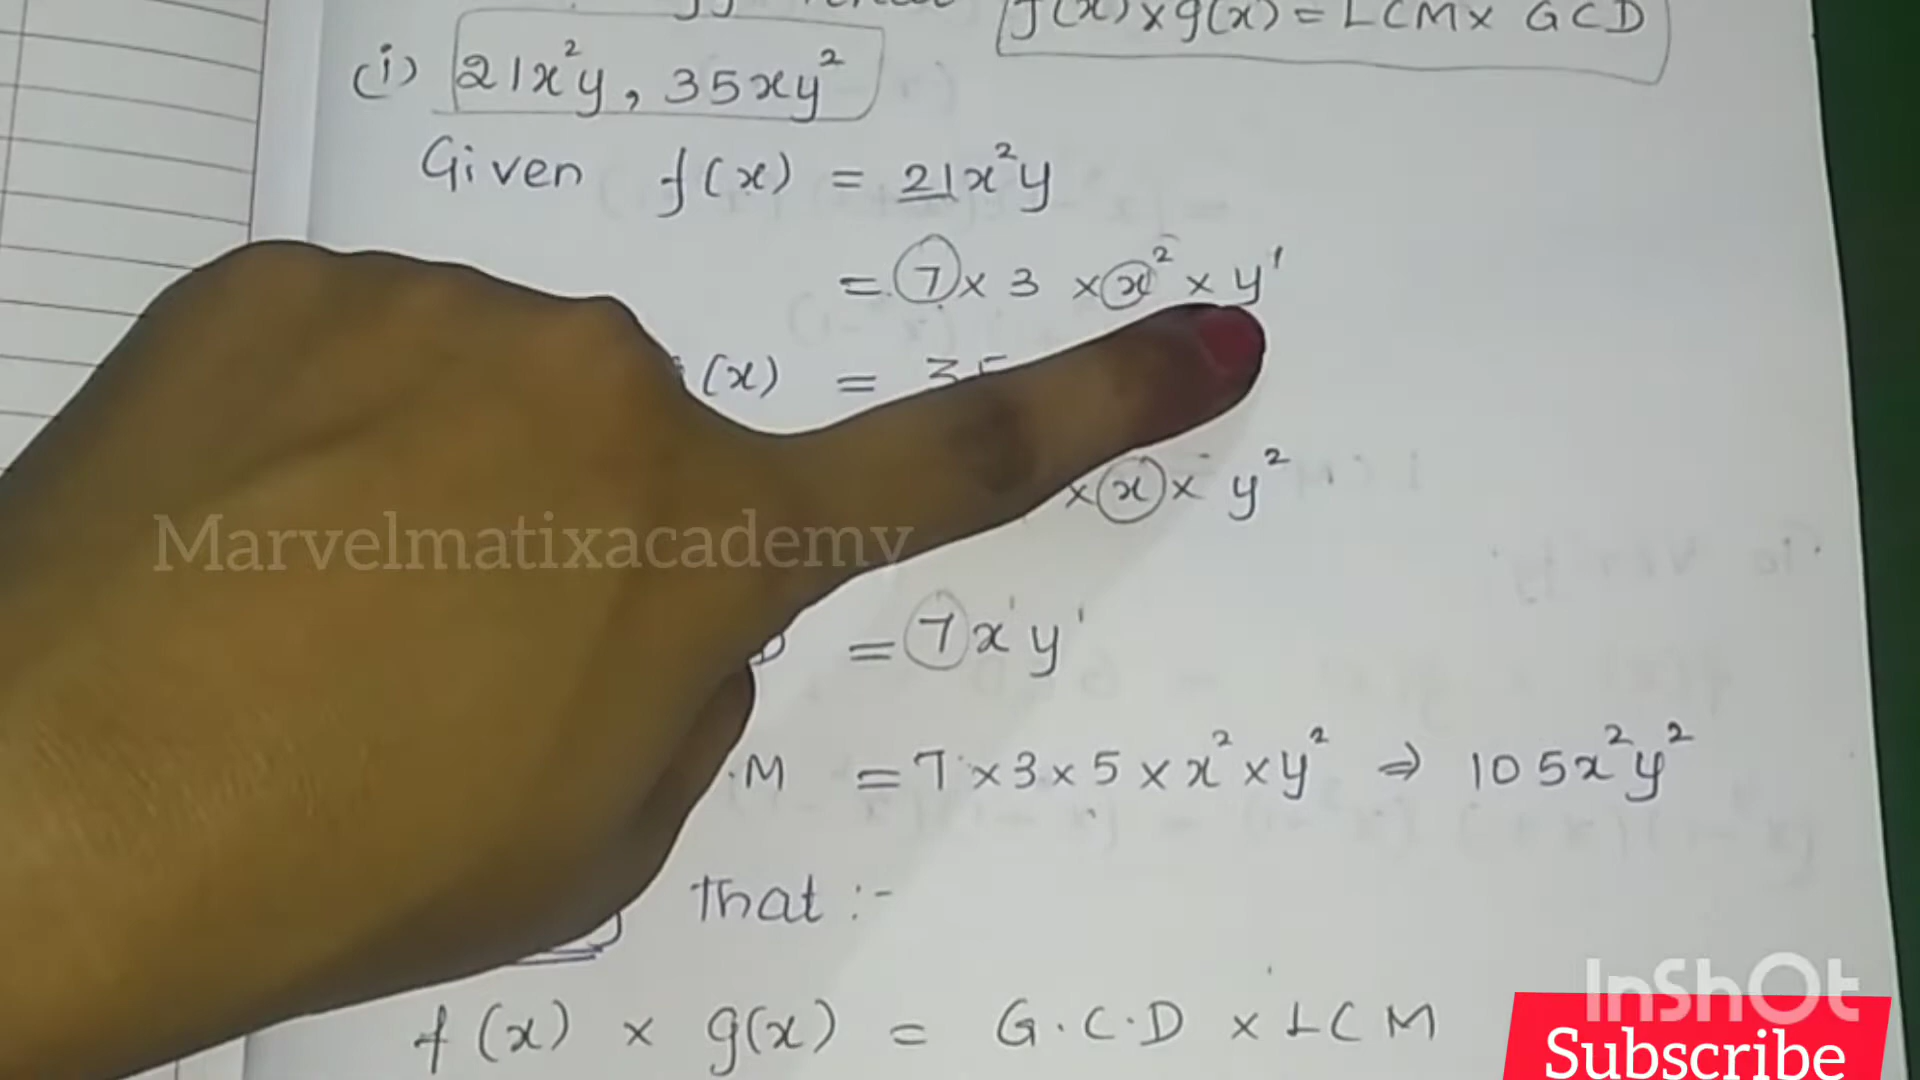 f(x) × g(x) = LCM × GCD
(i) 21x²y, 35xy²
Given f(x) = 21x²y
= 7 × 3 × x² × y¹
(x) = 35
× x × y²
= 7x¹y¹
.M = 7 × 3 × 5 × x² × y² ⇒ 105x²y²
That :-
f(x) × g(x) = G.C.D × LCM
Marvelmatixacademy
InShOt
Subscribe